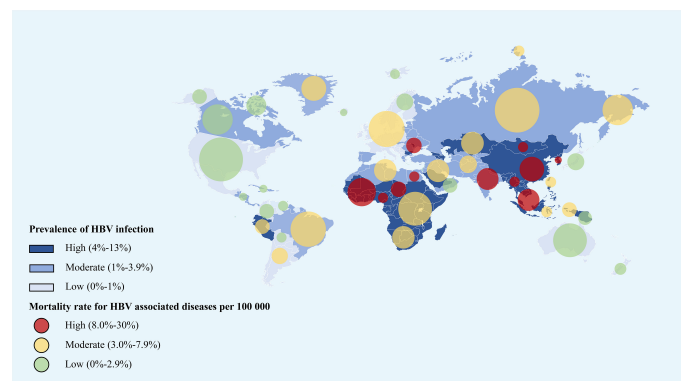 Prevalence of HBV infection
High (4%-13%)
Moderate (1%-3.9%)
Low (0%-1%)
Mortality rate for HBV associated diseases per 100 000
High (8.0%-30%)
Moderate (3.0%-7.9%)
Low (0%-2.9%)